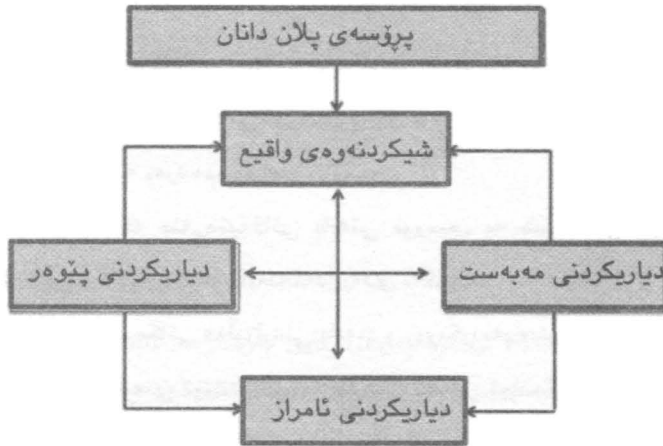 پرۆسەی پلان دانان
شیکردنەوەی واقیع
دیاریکردنی مەبەست
دیاریکردنی پێوەر
دیاریکردنی ئامراز